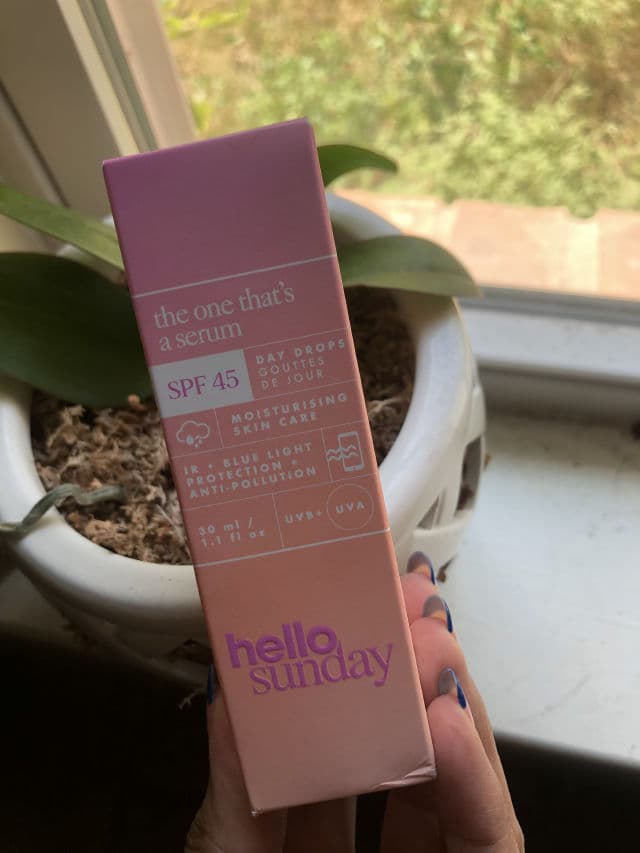 the one that's
a serum
SPF 45
DAY DROPS
GOUTTES
DE JOUR
MOISTURISING
SKIN CARE
IR + BLUE LIGHT
PROTECTION +
ANTI-POLLUTION
30 ml /
1.1 fl oz
UVB+ UVA
hello
sunday